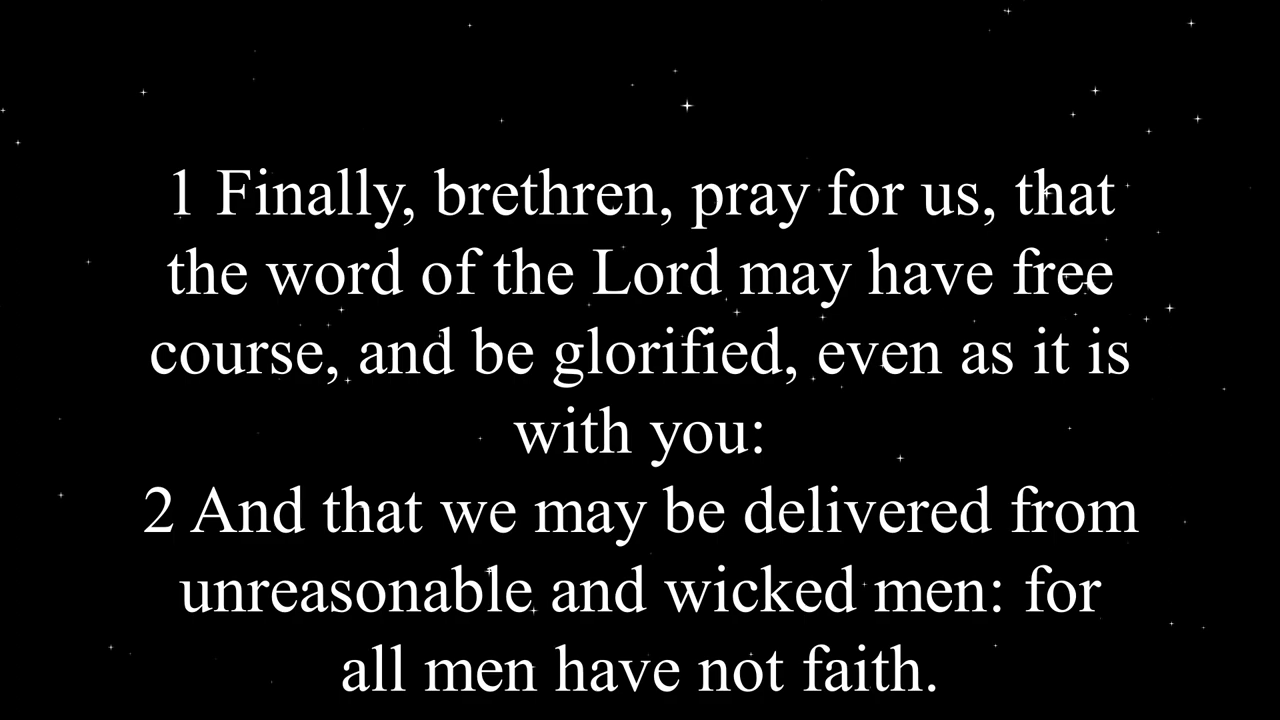 1 Finally, brethren, pray for us, that
the word of the Lord may have free
course, and be glorified, even as it is
with you:
2 And that we may be delivered from
unreasonable and wicked men: for
all men have not faith.